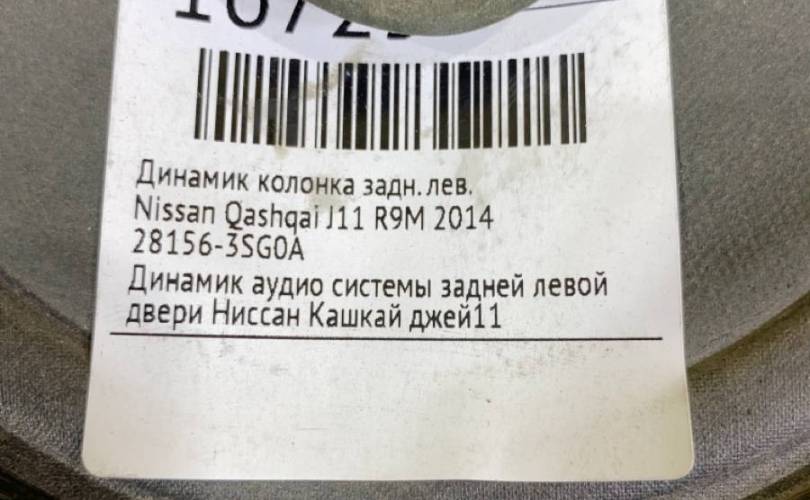 Динамик колонка задн. лев.
Nissan Qashqai J11 R9M 2014
28156-3SG0A
Динамик аудио системы задней левой
двери Ниссан Кашкай джей11